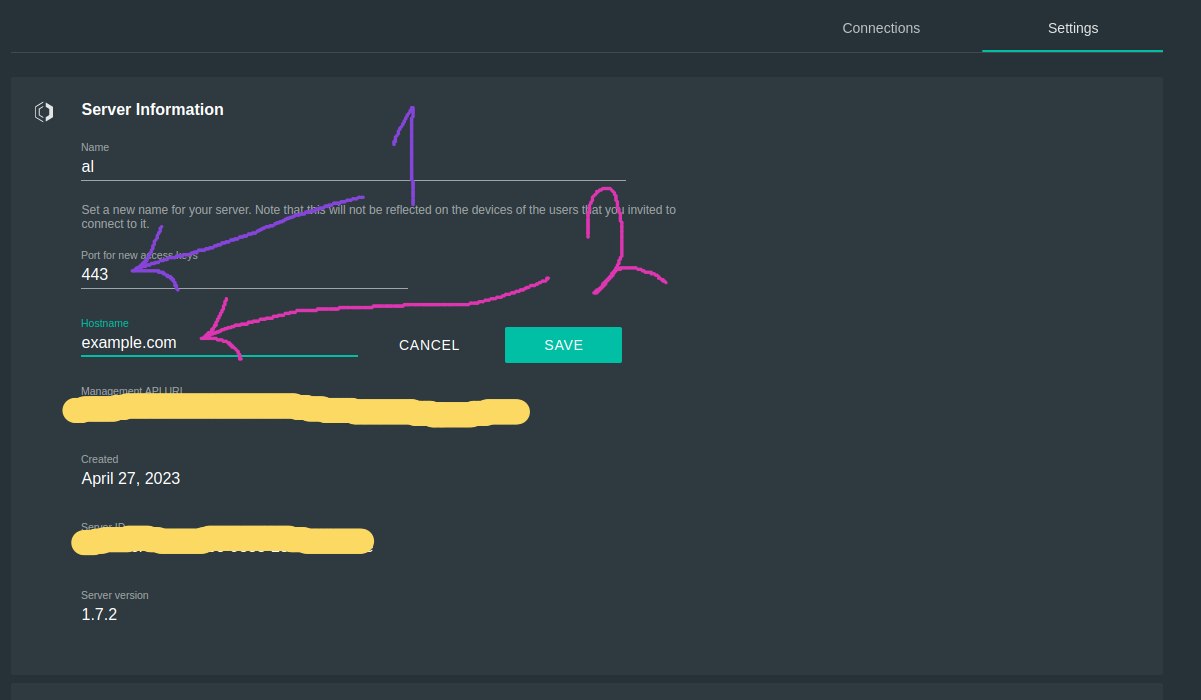 Connections
Settings
Server Information
Name
al
1
Set a new name for your server. Note that this will not be reflected on the devices of the users that you invited to
connect to it.
Port for new access keys
443
2
Hostname
example.com
CANCEL
SAVE
Management API URL
Created
April 27, 2023
Server ID
Server version
1.7.2